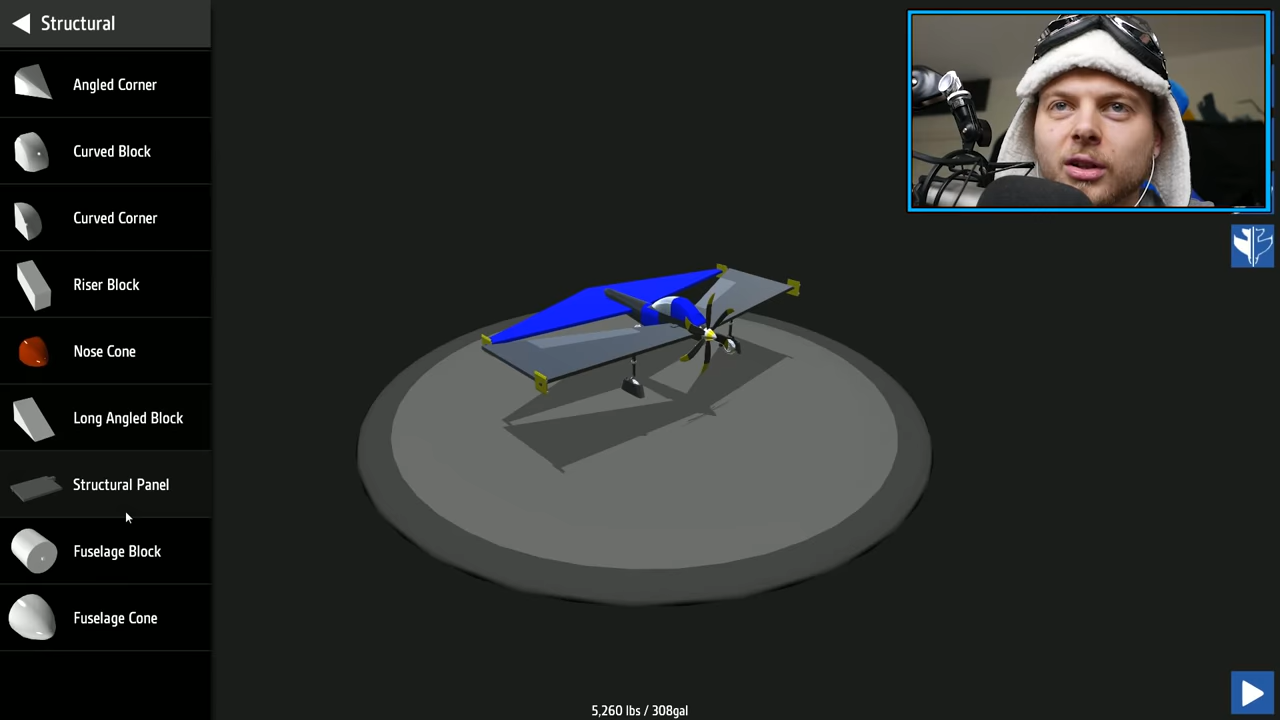 Structural
Angled Corner
Curved Block
Curved Corner
Riser Block
Nose Cone
Long Angled Block
Structural Panel
Fuselage Block
Fuselage Cone
5,260 lbs / 308gal